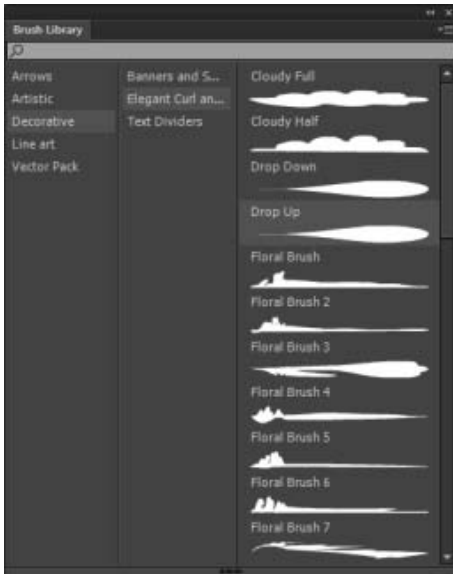 Brush Library
Arrows
Artistic
Decorative
Line art
Vector Pack
Banners and S...
Elegant Curl an...
Text Dividers
Cloudy Full
Cloudy Half
Drop Down
Drop Up
Floral Brush
Floral Brush 2
Floral Brush 3
Floral Brush 4
Floral Brush 5
Floral Brush 6
Floral Brush 7